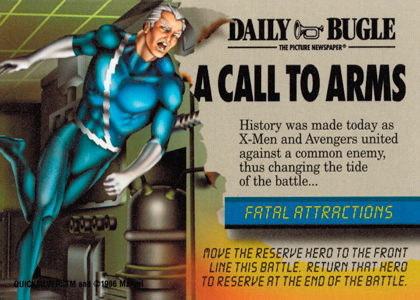 DAILY BUGLE
THE PICTURE NEWSPAPER®
A CALL TO ARMS
History was made today as
X-Men and Avengers united
against a common enemy,
thus changing the tide
of the battle...
FATAL ATTRACTIONS
MOVE THE RESERVE HERO TO THE FRONT
LINE THIS BATTLE. RETURN THAT HERO
TO RESERVE AT THE END OF THE BATTLE.
QUICKSILVER, TM and ©1996 Marvel